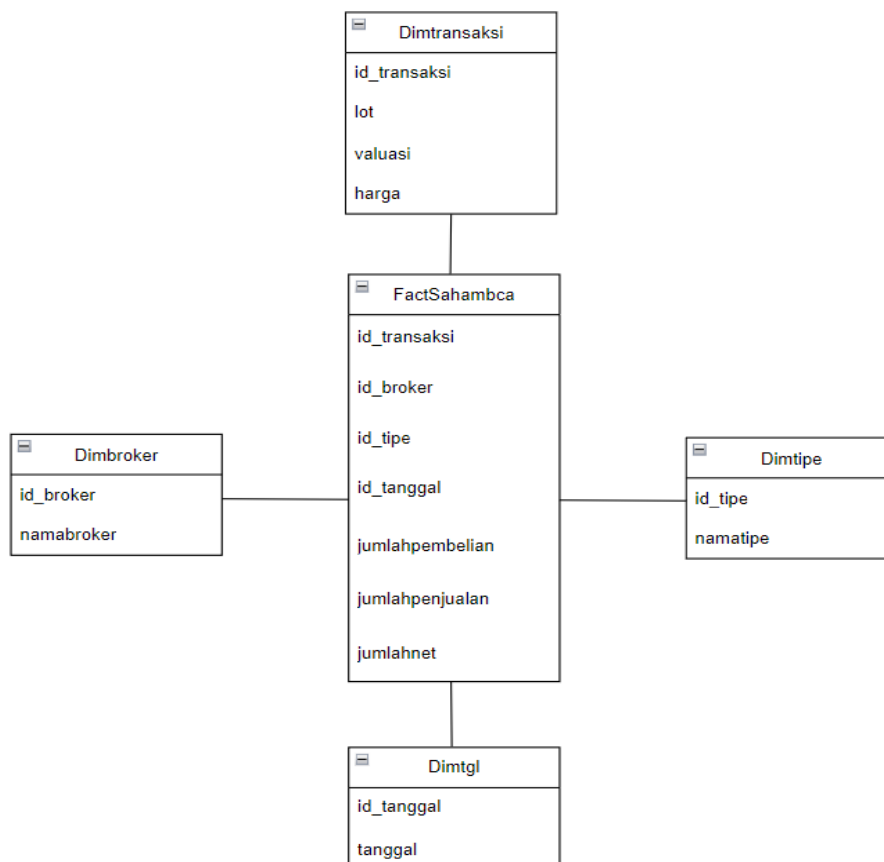 Dimtransaksi
id_transaksi
lot
valuasi
harga
FactSahambca
id_transaksi
id_broker
id_tipe
id_tanggal
jumlahpembelian
jumlahpenjualan
jumlahnet
Dimbroker
id_broker
namabroker
Dimtipe
id_tipe
namatipe
Dimtgl
id_tanggal
tanggal